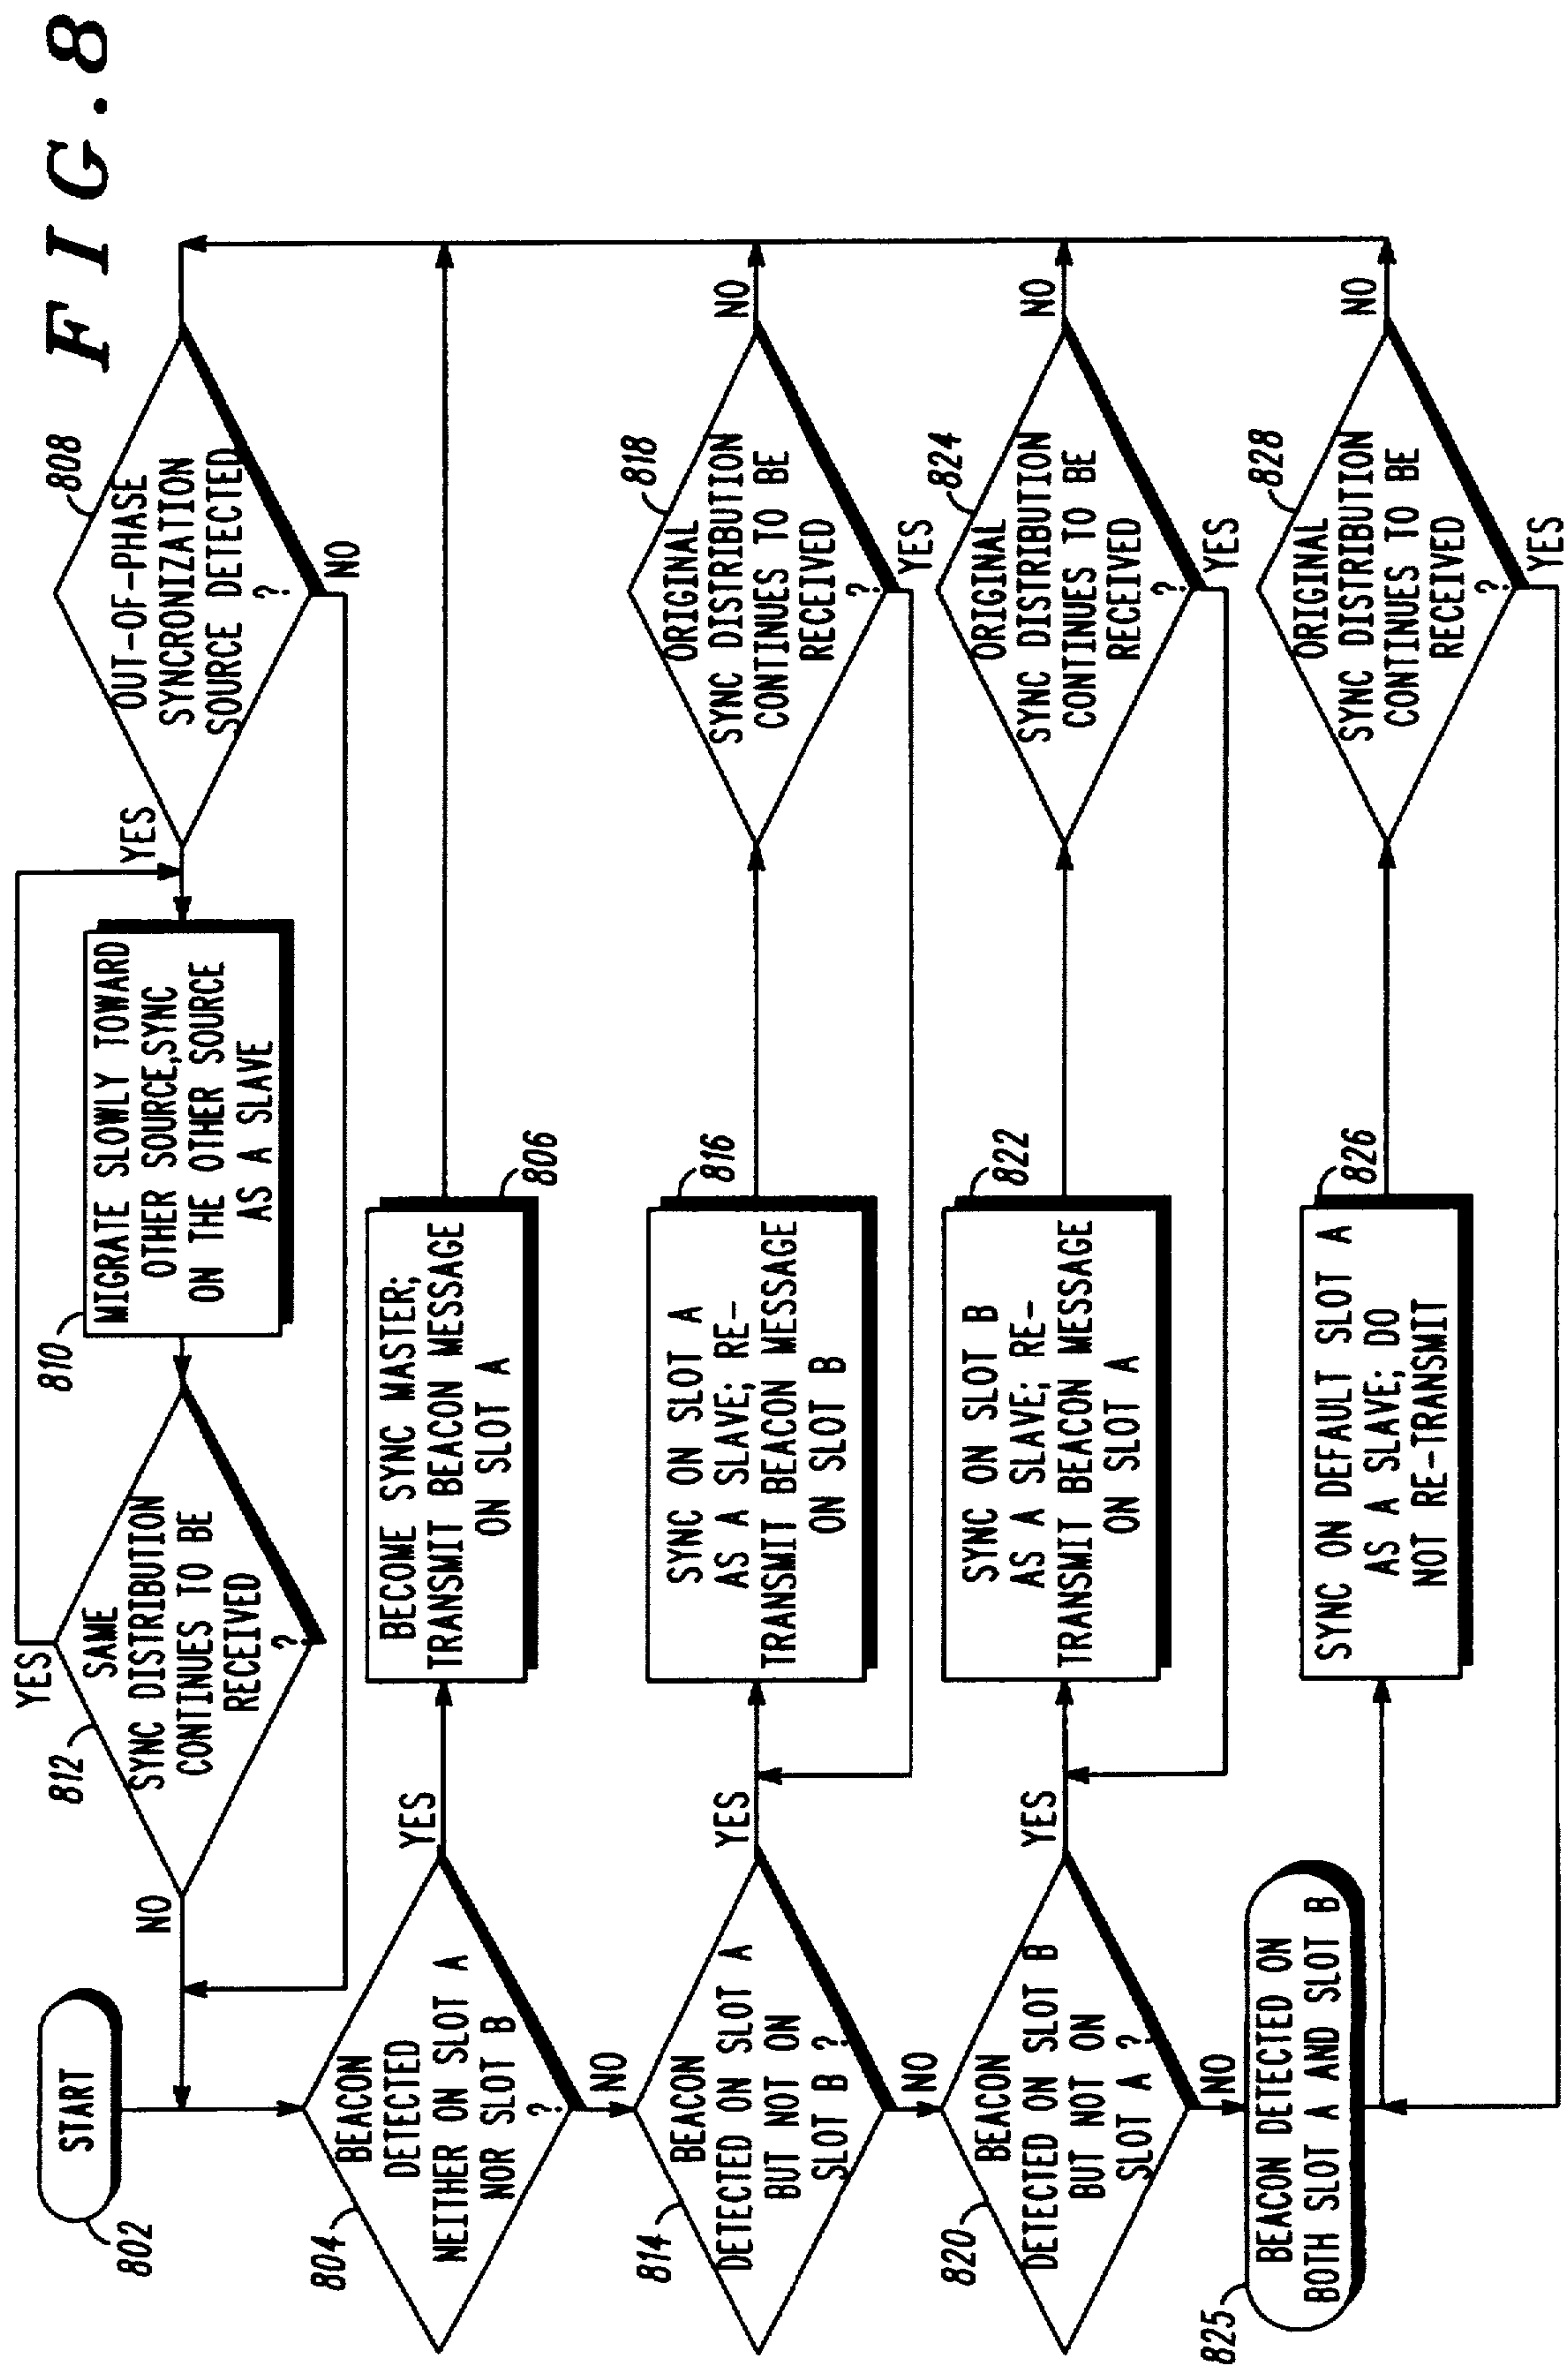 FIG. 8
START
802
812
SAME
SYNC DISTRIBUTION
CONTINUES TO BE
RECEIVED
?
YES
NO
810
MIGRATE SLOWLY TOWARD
OTHER SOURCE,SYNC
ON THE OTHER SOURCE
AS A SLAVE
YES
808
OUT-OF-PHASE
SYNCRONIZATION
SOURCE DETECTED
?
NO
804
BEACON
DETECTED
NEITHER ON SLOT A
NOR SLOT B
?
YES
NO
BECOME SYNC MASTER;
TRANSMIT BEACON MESSAGE
ON SLOT A
806
814
BEACON
DETECTED ON SLOT A
BUT NOT ON
SLOT B ?
YES
NO
SYNC ON SLOT A
AS A SLAVE; RE-
TRANSMIT BEACON MESSAGE
ON SLOT B
816
818
ORIGINAL
SYNC DISTRIBUTION
CONTINUES TO BE
RECEIVED
?
NO
YES
820
BEACON
DETECTED ON SLOT B
BUT NOT ON
SLOT A ?
YES
NO
SYNC ON SLOT B
AS A SLAVE; RE-
TRANSMIT BEACON MESSAGE
ON SLOT A
822
824
ORIGINAL
SYNC DISTRIBUTION
CONTINUES TO BE
RECEIVED
?
NO
YES
825
BEACON DETECTED ON
BOTH SLOT A AND SLOT B
SYNC ON DEFAULT SLOT A
AS A SLAVE; DO
NOT RE-TRANSMIT
826
828
ORIGINAL
SYNC DISTRIBUTION
CONTINUES TO BE
RECEIVED
?
NO
YES